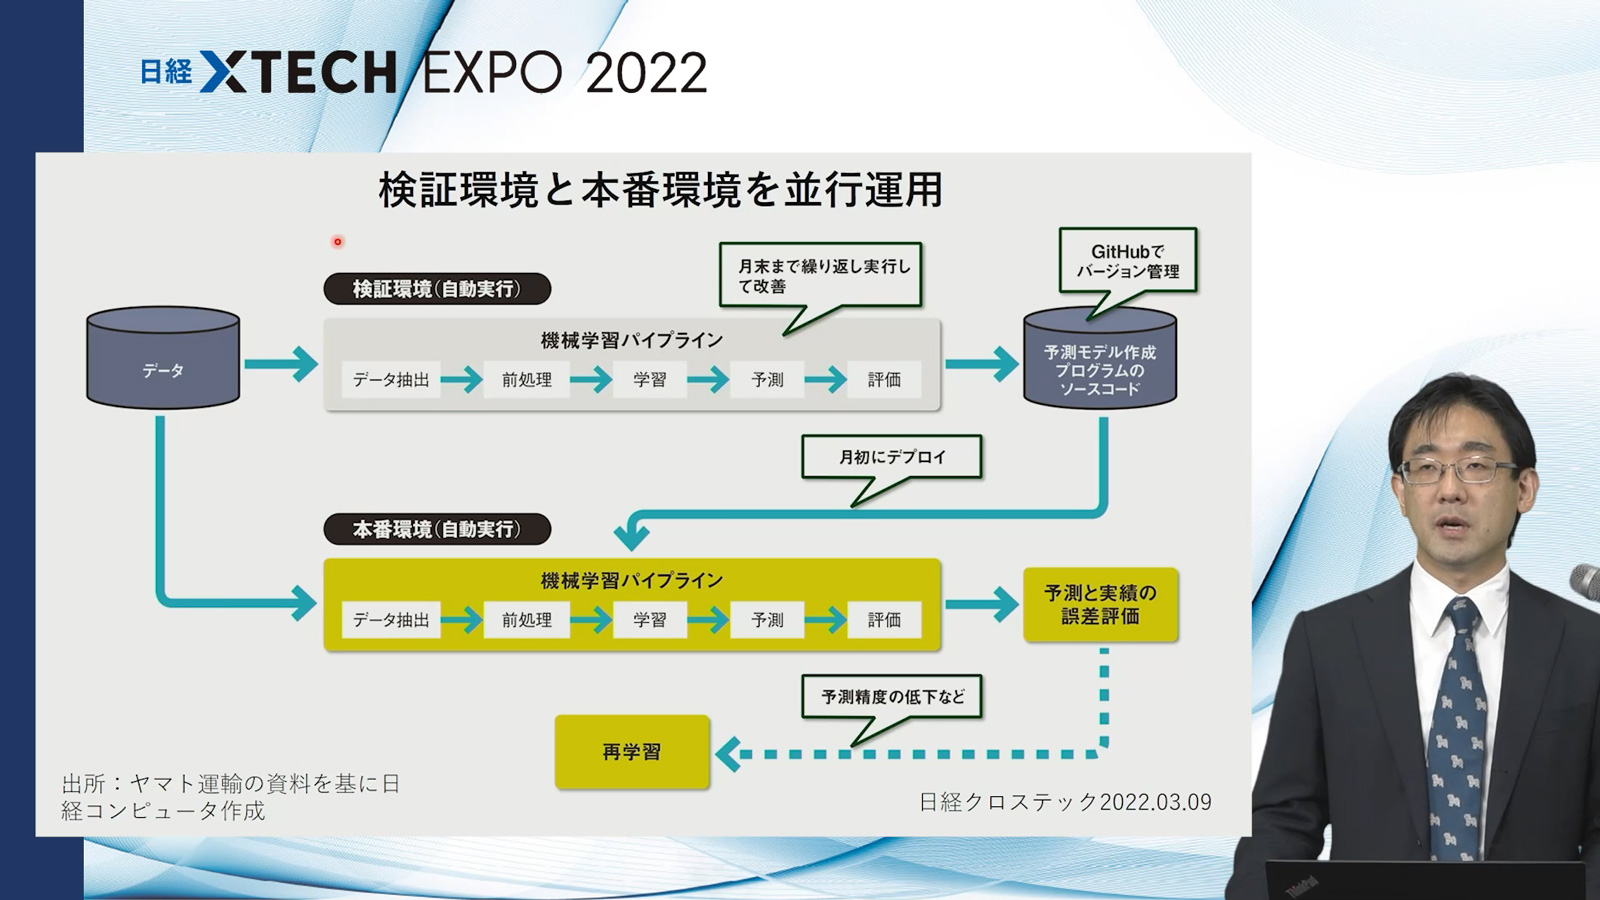 日経 XTECH EXPO 2022
検証環境と本番環境を並行運用
検証環境(自動実行)
月末まで繰り返し実行し
て改善
GitHubで
バージョン管理
データ
機械学習パイプライン
データ抽出 前処理 学習 予測 評価
予測モデル作成
プログラムの
ソースコード
月初にデプロイ
本番環境(自動実行)
機械学習パイプライン
データ抽出 前処理 学習 予測 評価
予測と実績の
誤差評価
予測精度の低下など
再学習
出所：ヤマト運輸の資料を基に日
経コンピュータ作成
日経クロステック2022.03.09
ThinkPad